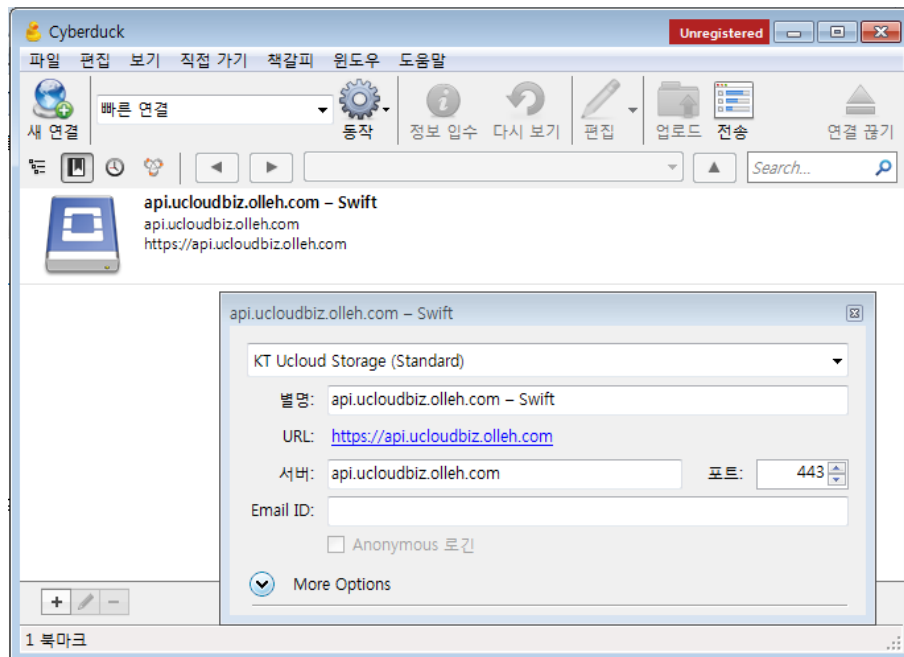 Cyberduck
Unregistered
파일 편집 보기 직접 가기 책갈피 윈도우 도움말
빠른 연결
새 연결 동작 정보 입수 다시 보기 편집 업로드 전송 연결 끊기
Search...
api.ucloudbiz.olleh.com – Swift
api.ucloudbiz.olleh.com
https://api.ucloudbiz.olleh.com
api.ucloudbiz.olleh.com – Swift
KT Ucloud Storage (Standard)
별명: api.ucloudbiz.olleh.com – Swift
URL: https://api.ucloudbiz.olleh.com
서버: api.ucloudbiz.olleh.com 포트: 443
Email ID:
Anonymous 로긴
More Options
1 북마크